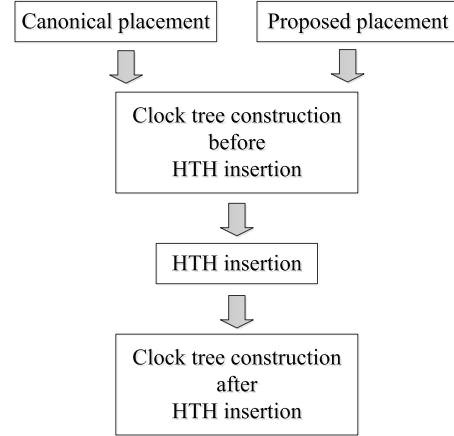 Canonical placement
Proposed placement
Clock tree construction
before
HTH insertion
HTH insertion
Clock tree construction
after
HTH insertion